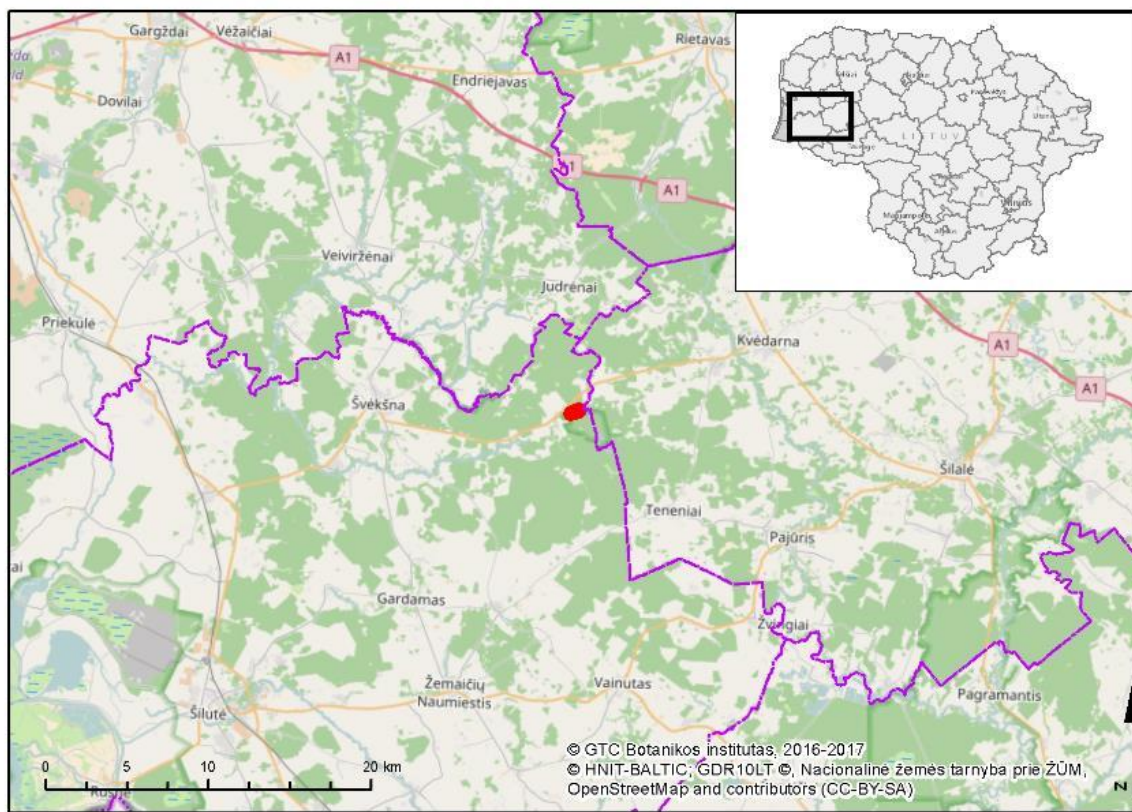 Gargždai
Vėžaičiai
A1
Rietavas
Endriejavas
Dovilai
A1
A1
LIETUV
Veiviržėnai
Judrėnai
Priekulė
Kvėdarna
A1
A1
Švėkšna
Šilalė
Teneniai
Pajūris
Gardamas
Žvingiai
Žemaičių
Naumiestis
Vainutas
Pagramantis
Šilutė
© GTC Botanikos institutas, 2016-2017
© HNIT-BALTIC; GDR10LT ©, Nacionalinė žemės tarnyba prie ŽŪM,
OpenStreetMap and contributors (CC-BY-SA)
0 5 10 20 km
Rusnė
Z